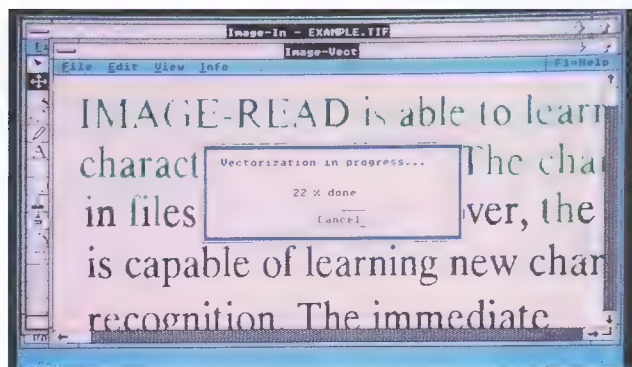 Image-In - EXAMPLE.TIF
Image-Vect
File Edit View Info F1=Help
IMAGE-READ is able to learn
charact The cha
Vectorization in progress...
22 % done
in files ver, the
Cancel
is capable of learning new char
recognition. The immediate